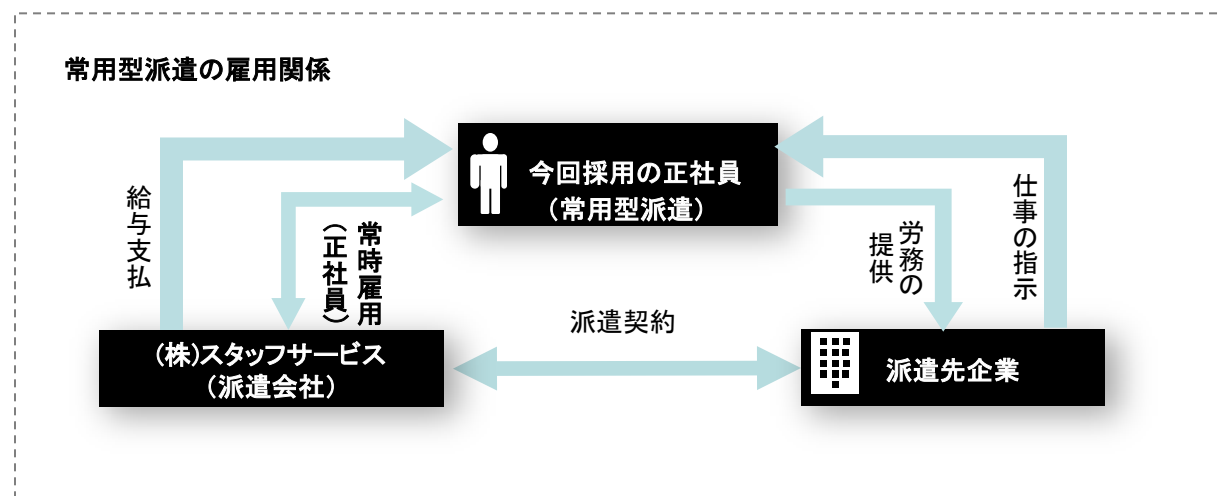 常用型派遣の雇用関係
今回採用の正社員
（常用型派遣）
給与支払
常時雇用
（正社員）
労務の
提供
仕事の指示
派遣契約
(株)スタッフサービス
（派遣会社）
派遣先企業